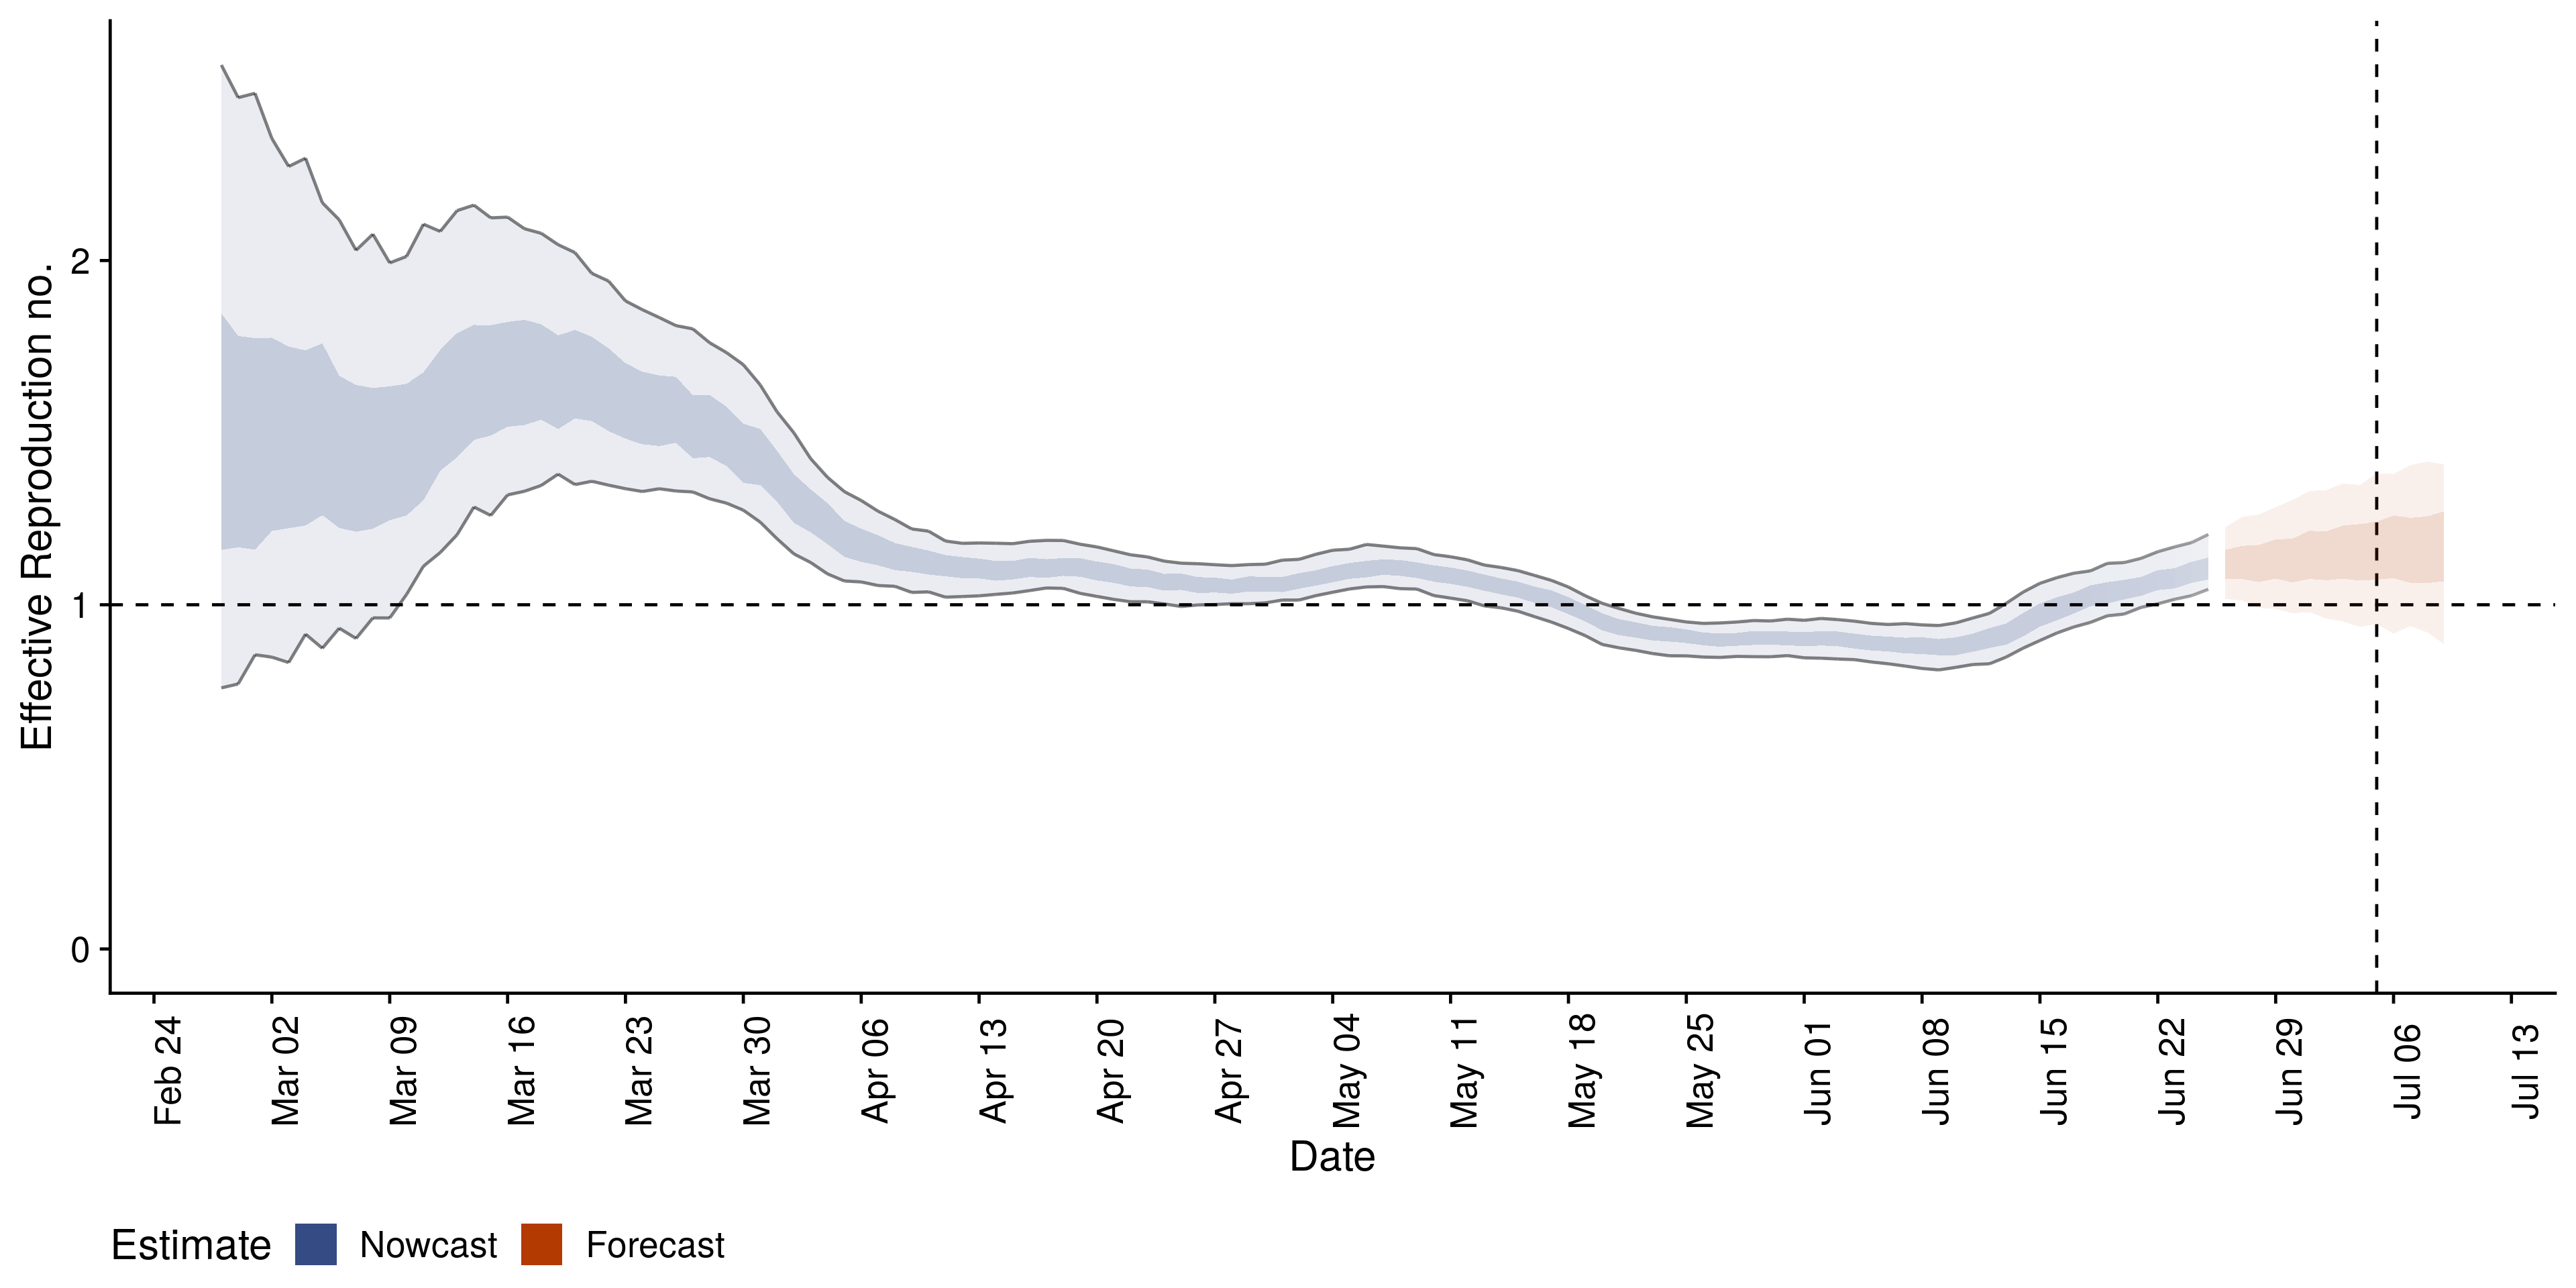 Effective Reproduction no.
2
1
0
Feb 24
Mar 02
Mar 09
Mar 16
Mar 23
Mar 30
Apr 06
Apr 13
Apr 20
Apr 27
May 04
May 11
May 18
May 25
Jun 01
Jun 08
Jun 15
Jun 22
Jun 29
Jul 06
Jul 13
Date
Estimate Nowcast Forecast